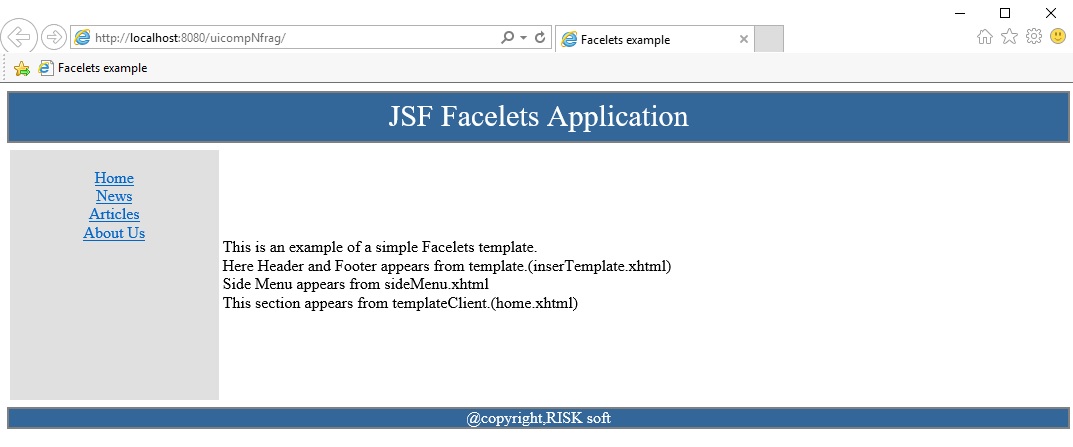 http://localhost:8080/uicompNfrag/
Facelets example
Facelets example
JSF Facelets Application
Home
News
Articles
About Us
This is an example of a simple Facelets template.
Here Header and Footer appears from template.(inserTemplate.xhtml)
Side Menu appears from sideMenu.xhtml
This section appears from templateClient.(home.xhtml)
@copyright,RISK soft